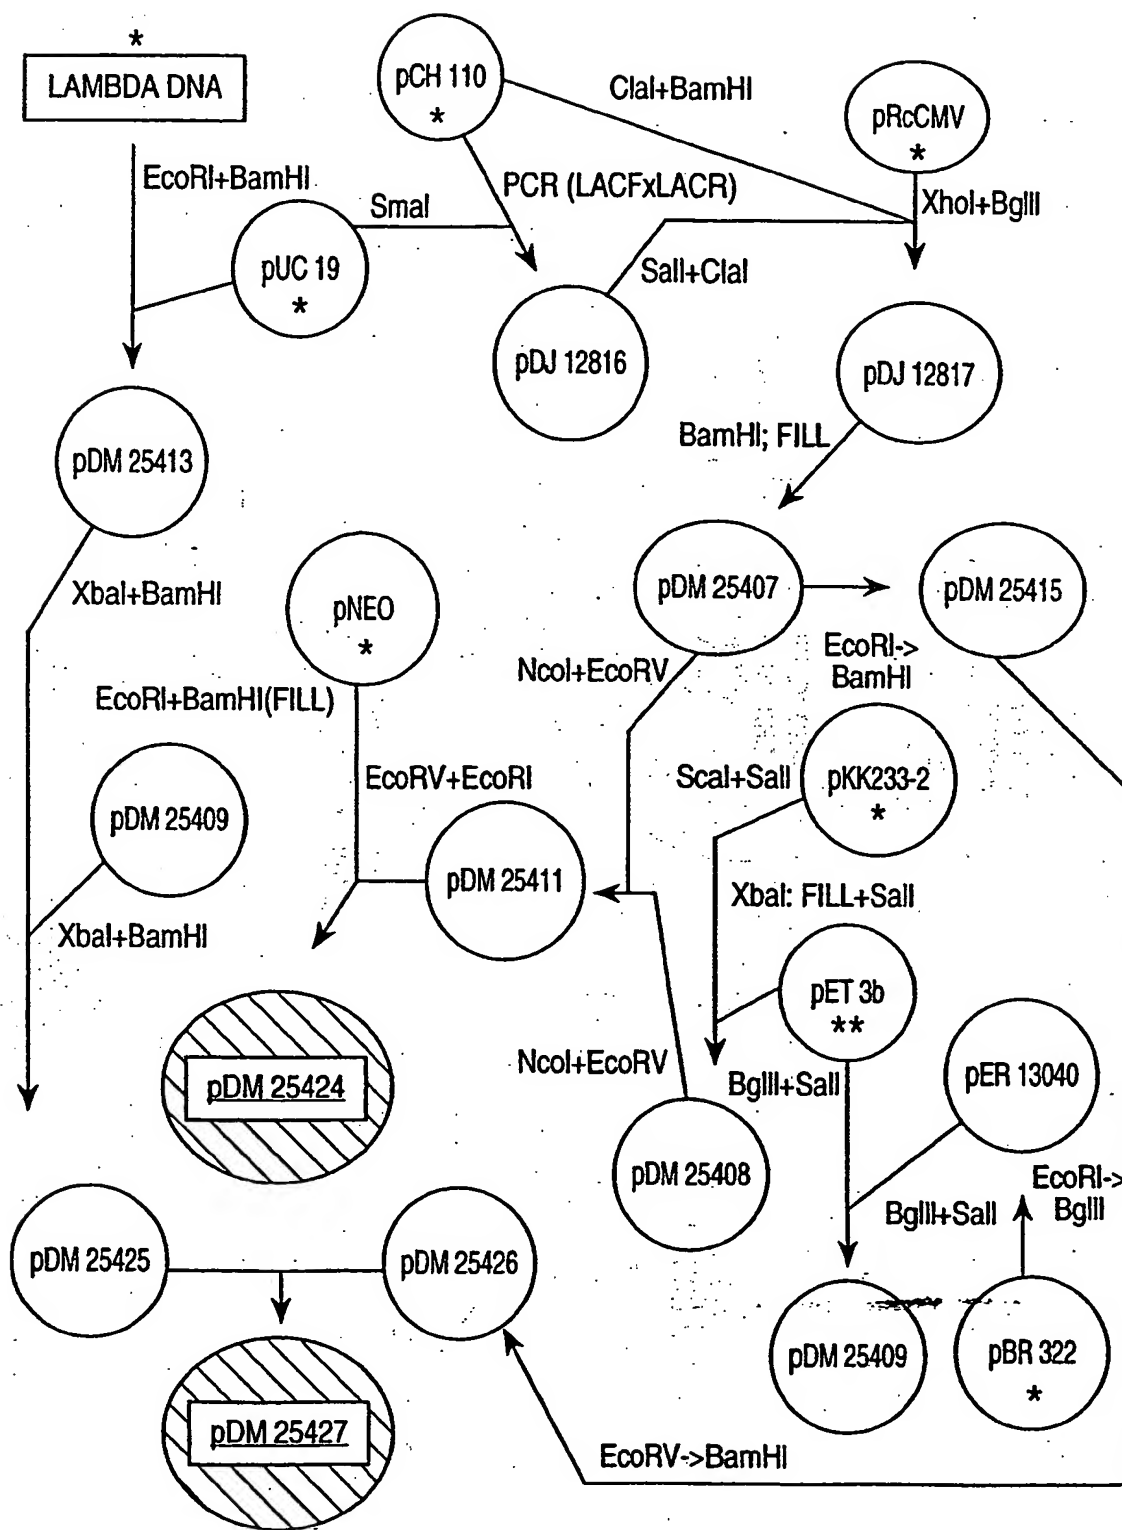 *
LAMBDA DNA
pCH 110
*
ClaI+BamHI
pRcCMV
*
EcoRI+BamHI
PCR (LACFxLACR)
SmaI
XhoI+BglII
pUC 19
*
SalI+ClaI
pDJ 12816
pDJ 12817
BamHI; FILL
pDM 25413
XbaI+BamHI
pNEO
*
pDM 25407
pDM 25415
NcoI+EcoRV
EcoRI->
BamHI
EcoRI+BamHI(FILL)
EcoRV+EcoRI
ScaI+SalI
pKK233-2
*
pDM 25409
pDM 25411
XbaI: FILL+SalI
XbaI+BamHI
pET 3b
**
NcoI+EcoRV
BglII+SalI
pER 13040
pDM 25424
pDM 25408
EcoRI->
BglII
BglII+SalI
pDM 25425
pDM 25426
pDM 25409
pBR 322
*
pDM 25427
EcoRV->BamHI